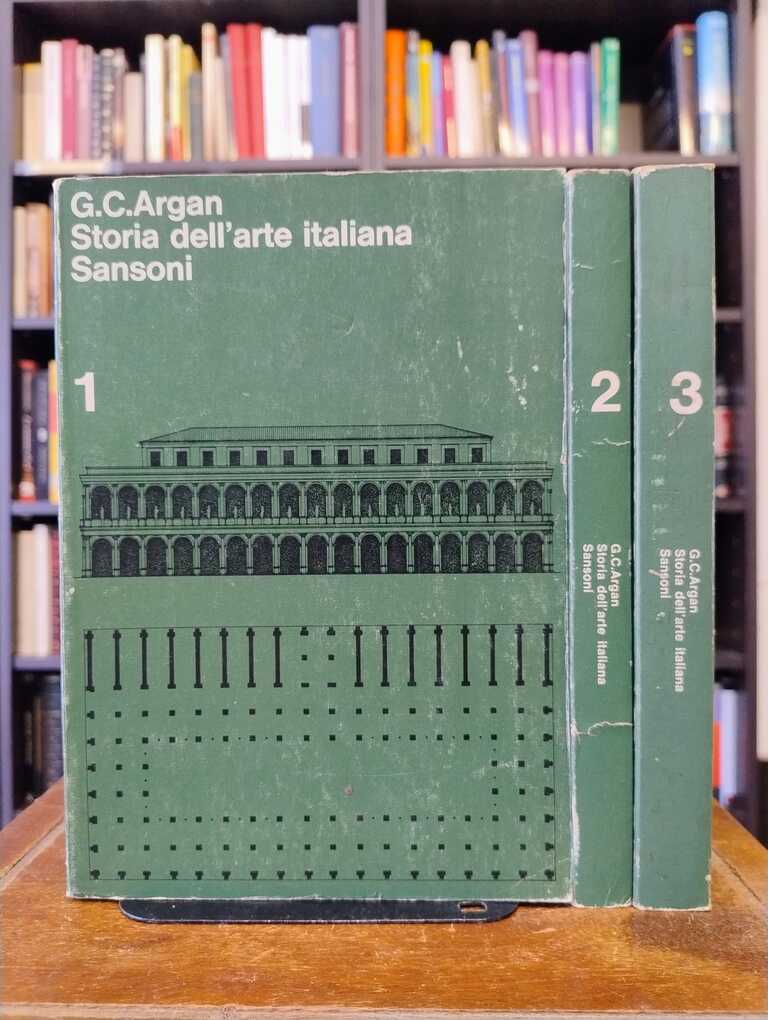 G.C.Argan
Storia dell'arte italiana
Sansoni
1
2
G.C.Argan
Storia dell'arte italiana
Sansoni
3
G.C.Argan
Storia dell'arte italiana
Sansoni